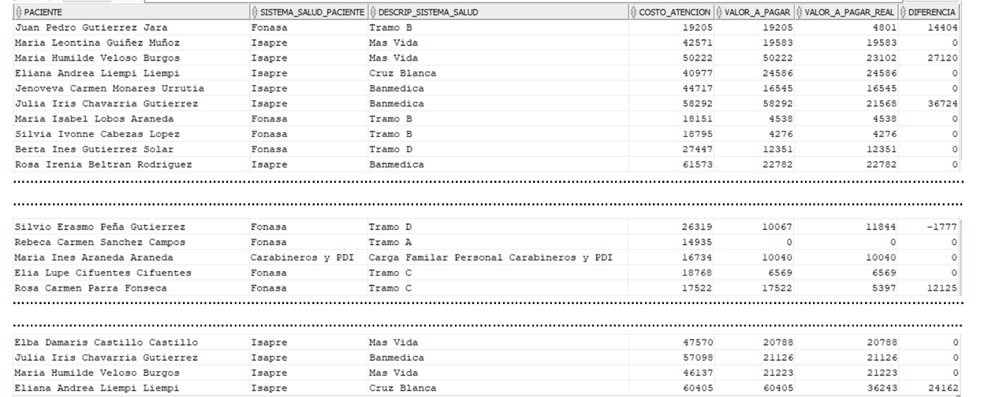 PACIENTE SISTEMA_SALUD_PACIENTE DESCRIP_SISTEMA_SALUD COSTO_ATENCION VALOR_A_PAGAR VALOR_A_PAGAR_REAL DIFERENCIA
Juan Pedro Gutierrez Jara Fonasa Tramo B 19205 19205 4801 14404
Maria Leontina Guiñez Muñoz Isapre Mas Vida 42571 19583 19583 0
Maria Humilde Veloso Burgos Isapre Mas Vida 50222 50222 23102 27120
Eliana Andrea Liempi Liempi Isapre Cruz Blanca 40977 24586 24586 0
Jenoveva Carmen Monares Urrutia Isapre Banmedica 44717 16545 16545 0
Julia Iris Chavarria Gutierrez Isapre Banmedica 58292 58292 21568 36724
Maria Isabel Lobos Araneda Fonasa Tramo B 18151 4538 4538 0
Silvia Ivonne Cabezas Lopez Fonasa Tramo B 18795 4276 4276 0
Berta Ines Gutierrez Solar Fonasa Tramo D 27447 12351 12351 0
Rosa Irenia Beltran Rodriguez Isapre Banmedica 61573 22782 22782 0
Silvio Erasmo Peña Gutierrez Fonasa Tramo D 26319 10067 11844 -1777
Rebeca Carmen Sanchez Campos Fonasa Tramo A 14935 0 0 0
Maria Ines Araneda Araneda Carabineros y PDI Carga Familar Personal Carabineros y PDI 16734 10040 10040 0
Elia Lupe Cifuentes Cifuentes Fonasa Tramo C 18768 6569 6569 0
Rosa Carmen Parra Fonseca Fonasa Tramo C 17522 17522 5397 12125
Elba Damaris Castillo Castillo Isapre Mas Vida 47570 20788 20788 0
Julia Iris Chavarria Gutierrez Isapre Banmedica 57098 21126 21126 0
Maria Humilde Veloso Burgos Isapre Mas Vida 46137 21223 21223 0
Eliana Andrea Liempi Liempi Isapre Cruz Blanca 60405 60405 36243 24162